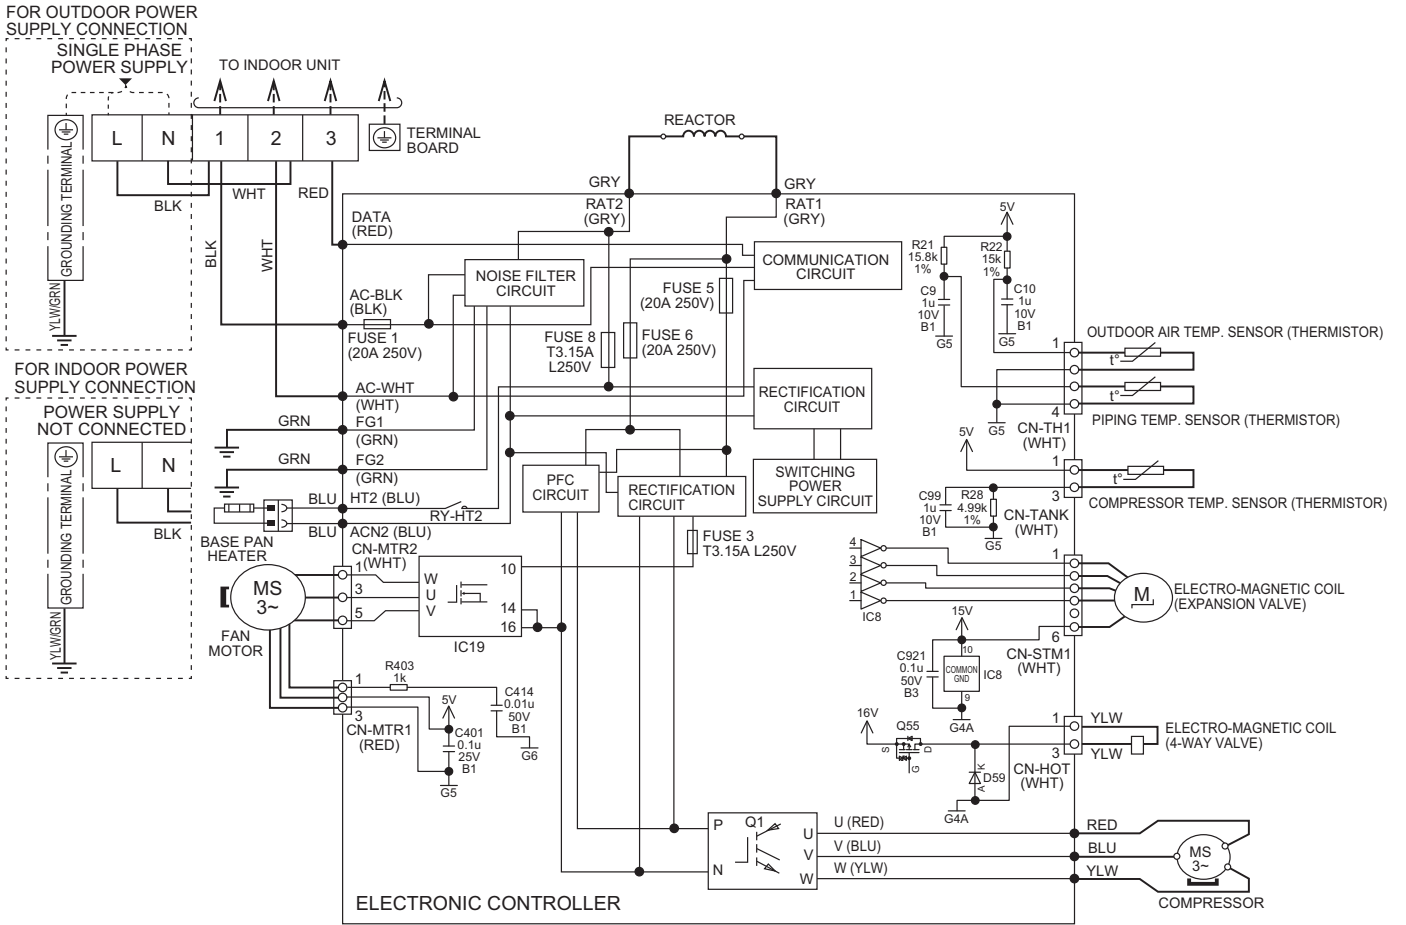 FOR OUTDOOR POWER
SUPPLY CONNECTION
SINGLE PHASE
POWER SUPPLY
TO INDOOR UNIT
L
N
1
2
3
TERMINAL
BOARD
GROUNDING TERMINAL
YLW/GRN
BLK
WHT
RED
BLK
WHT
REACTOR
GRY
GRY
RAT2
(GRY)
RAT1
(GRY)
DATA
(RED)
NOISE FILTER
CIRCUIT
COMMUNICATION
CIRCUIT
AC-BLK
(BLK)
FUSE 1
(20A 250V)
FUSE 5
(20A 250V)
FUSE 8
T3.15A
L250V
FUSE 6
(20A 250V)
AC-WHT
(WHT)
RECTIFICATION
CIRCUIT
FOR INDOOR POWER
SUPPLY CONNECTION
POWER SUPPLY
NOT CONNECTED
L
N
GROUNDING TERMINAL
YLW/GRN
BLK
GRN
FG1
(GRN)
GRN
FG2
(GRN)
SWITCHING
POWER
SUPPLY CIRCUIT
PFC
CIRCUIT
RECTIFICATION
CIRCUIT
BLU
HT2 (BLU)
RY-HT2
BLU
ACN2 (BLU)
BASE PAN
HEATER
CN-MTR2
(WHT)
FUSE 3
T3.15A L250V
MS
3~
FAN
MOTOR
1
3
5
W
U
V
10
14
16
IC19
1
3
CN-MTR1
(RED)
R403
1k
C414
0.01u
50V
B1
G6
5V
C401
0.1u
25V
B1
G5
R21
15.8k
1%
C9
1u
10V
B1
G5
5V
R22
15k
1%
C10
1u
10V
B1
G5
OUTDOOR AIR TEMP. SENSOR (THERMISTOR)
1
t°
t°
4
G5
CN-TH1
(WHT)
PIPING TEMP. SENSOR (THERMISTOR)
5V
1
t°
3
C99
1u
10V
B1
R28
4.99k
1%
G5
CN-TANK
(WHT)
COMPRESSOR TEMP. SENSOR (THERMISTOR)
4
3
2
1
IC8
1
6
M
ELECTRO-MAGNETIC COIL
(EXPANSION VALVE)
15V
C921
0.1u
50V
B3
10
COMMON
GND
9
IC8
G4A
CN-STM1
(WHT)
16V
Q55
S
D
G
K
D59
A
G4A
1
YLW
3
YLW
ELECTRO-MAGNETIC COIL
(4-WAY VALVE)
CN-HOT
(WHT)
P
Q1
U
V
N
W
U (RED)
V (BLU)
W (YLW)
RED
BLU
YLW
MS
3~
COMPRESSOR
ELECTRONIC CONTROLLER